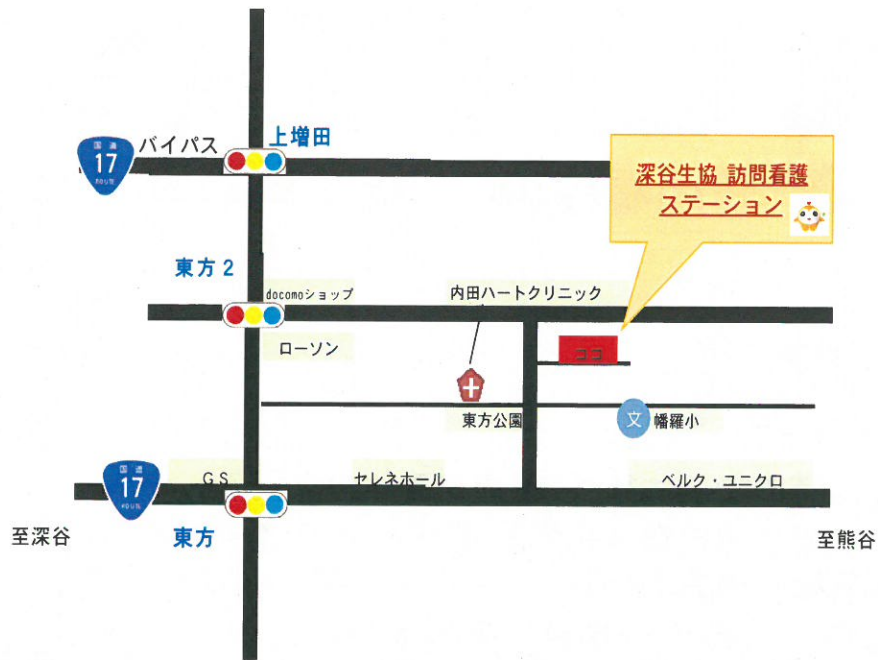 上増田
バイパス
国道
17
ROUTE
深谷生協 訪問看護
ステーション
東方2
docomoショップ
内田ハートクリニック
ローソン
ココ
東方公園
文
幡羅小
国道
17
ROUTE
GS
セレネホール
ベルク・ユニクロ
至深谷
東方
至熊谷